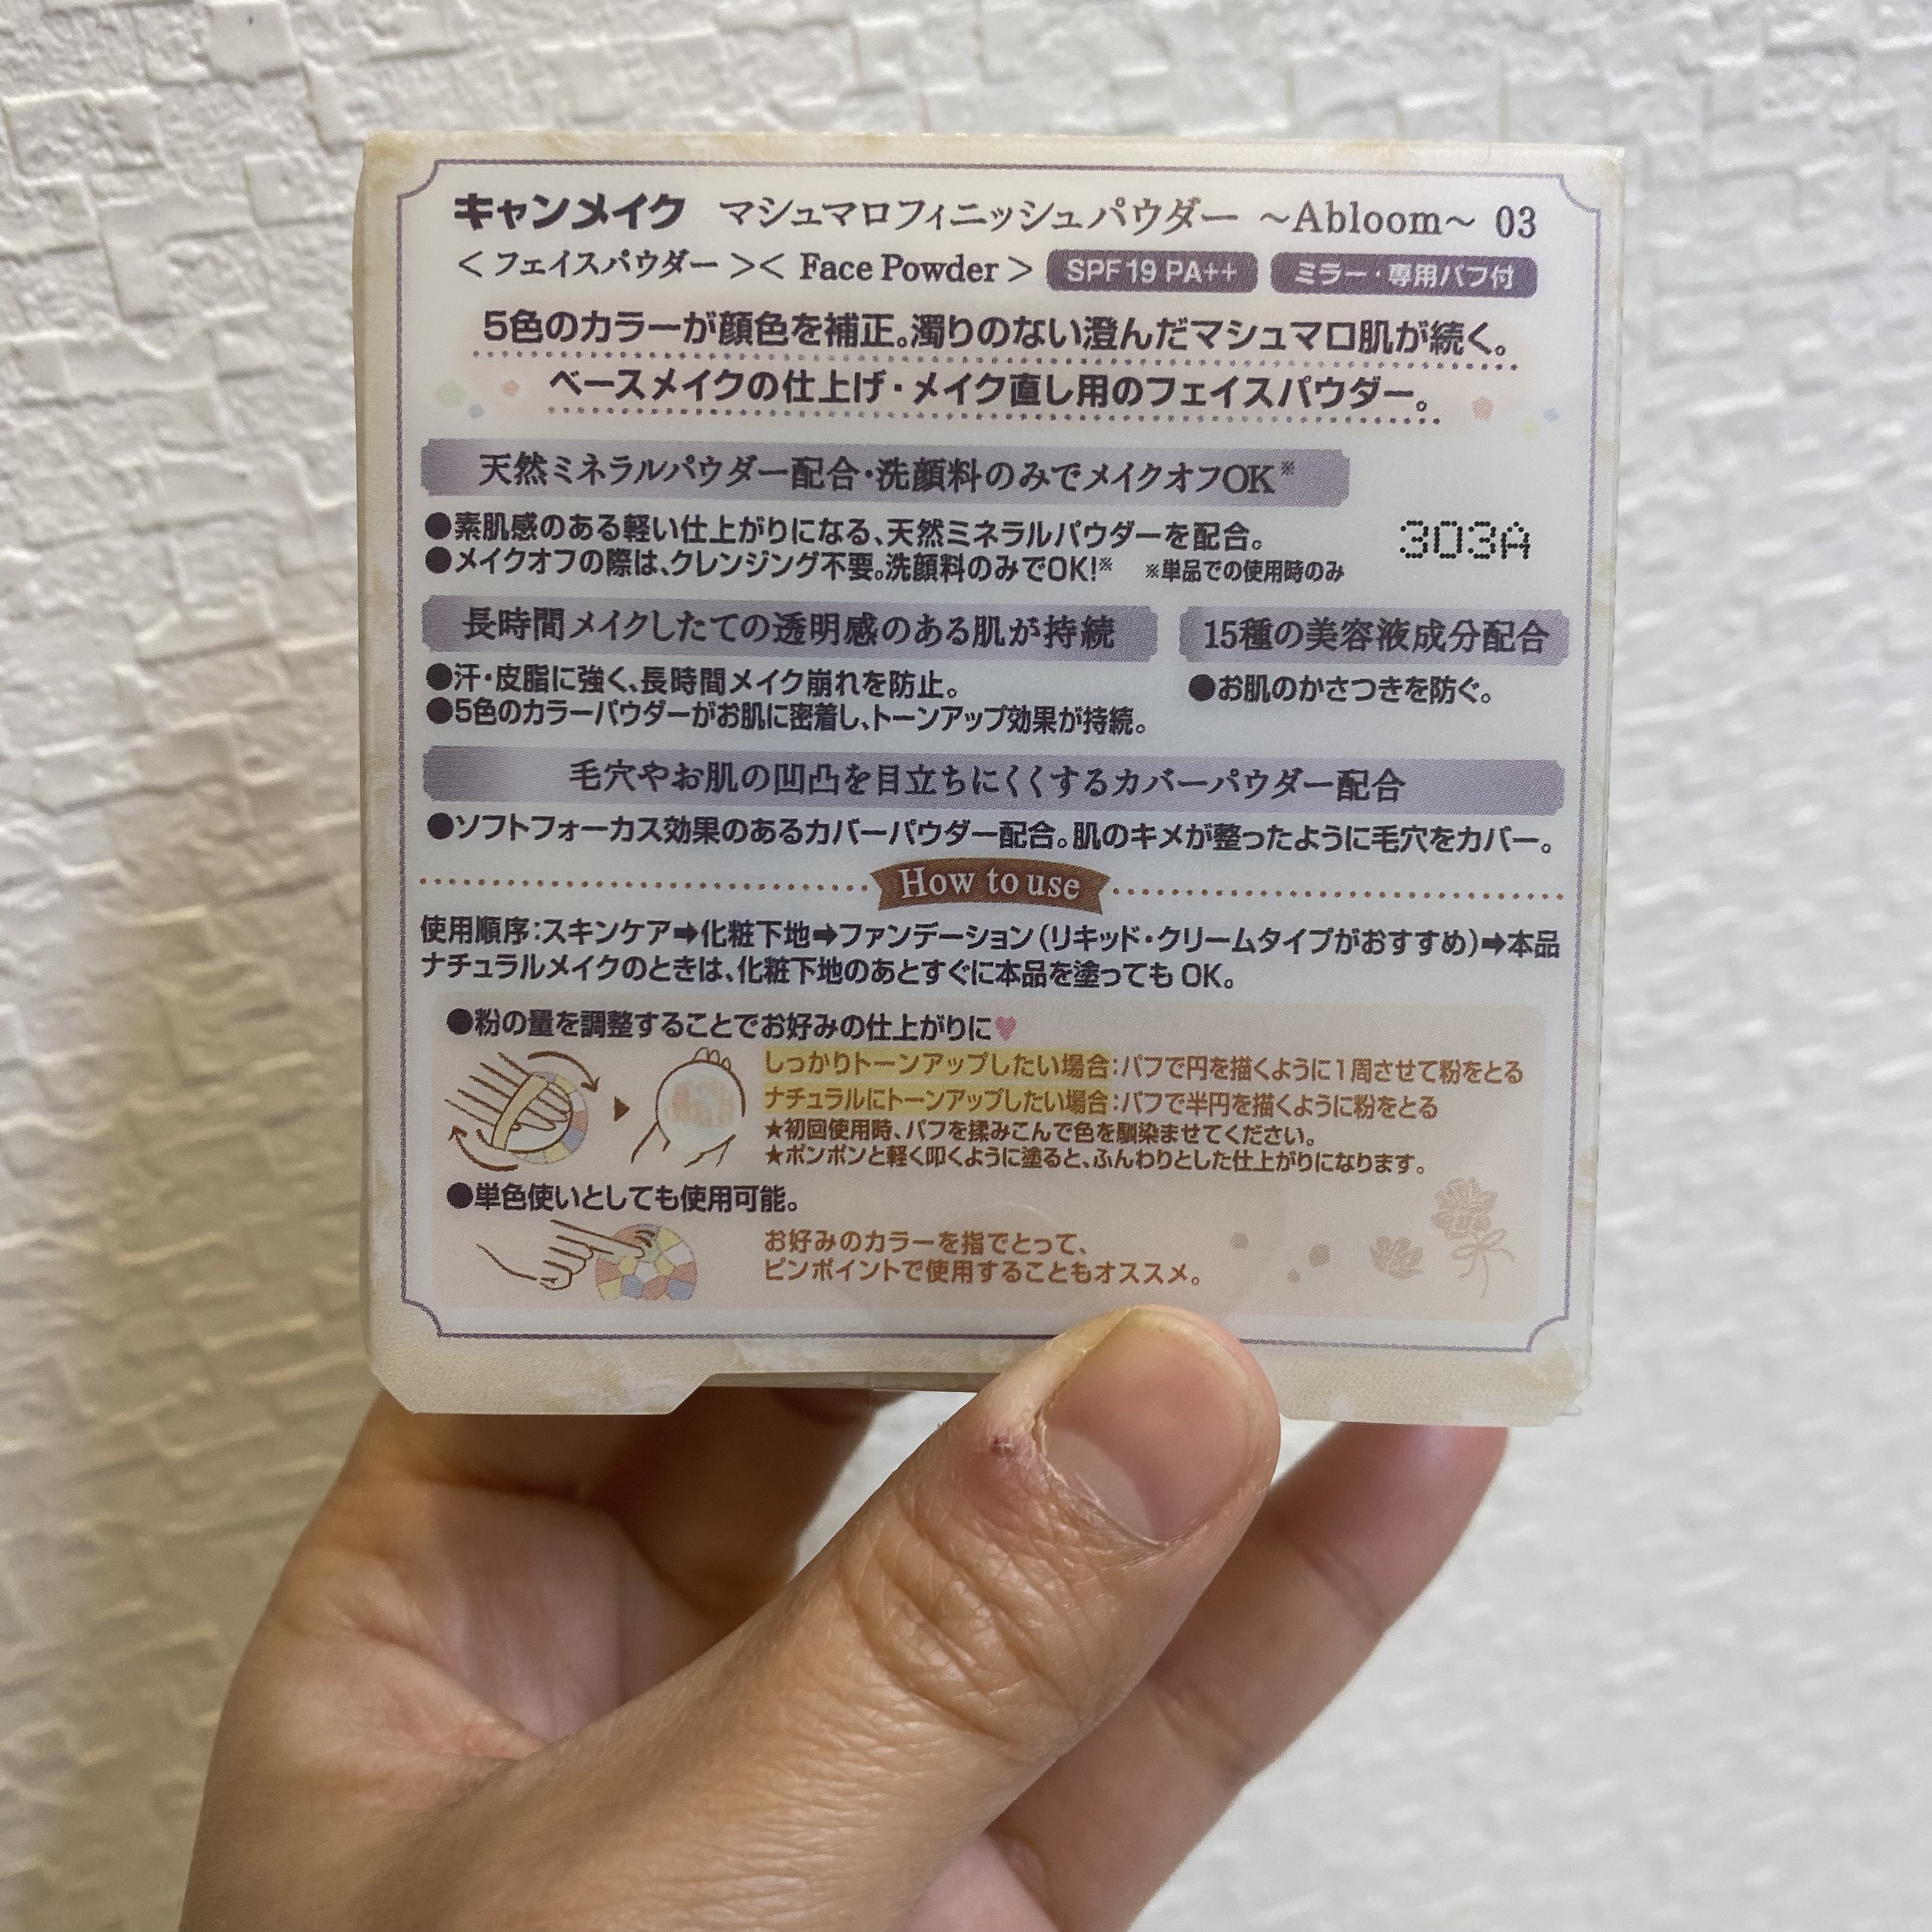 キャンメイク マシュマロフィニッシュパウダー ～Abloom～ 03
＜フェイスパウダー＞＜ Face Powder ＞ SPF19 PA++ ミラー・専用パフ付
5色のカラーが顔色を補正。濁りのない澄んだマシュマロ肌が続く。
ベースメイクの仕上げ・メイク直し用のフェイスパウダー。
天然ミネラルパウダー配合・洗顔料のみでメイクオフOK※
●素肌感のある軽い仕上がりになる、天然ミネラルパウダーを配合。
●メイクオフの際は、クレンジング不要。洗顔料のみでOK!※ ※単品での使用時のみ
303A
長時間メイクしたての透明感のある肌が持続
●汗・皮脂に強く、長時間メイク崩れを防止。
●5色のカラーパウダーがお肌に密着し、トーンアップ効果が持続。
15種の美容液成分配合
●お肌のかさつきを防ぐ。
毛穴やお肌の凹凸を目立ちにくくするカバーパウダー配合
●ソフトフォーカス効果のあるカバーパウダー配合。肌のキメが整ったように毛穴をカバー。
How to use
使用順序：スキンケア➡化粧下地➡ファンデーション（リキッド・クリームタイプがおすすめ）➡本品
ナチュラルメイクのときは、化粧下地のあとすぐに本品を塗ってもOK。
●粉の量を調整することでお好みの仕上がりに♥
しっかりトーンアップしたい場合：パフで円を描くように1周させて粉をとる
ナチュラルにトーンアップしたい場合：パフで半円を描くように粉をとる
★初回使用時、パフを揉みこんで色を馴染ませてください。
★ポンポンと軽く叩くように塗ると、ふんわりとした仕上がりになります。
●単色使いとしても使用可能。
お好みのカラーを指でとって、
ピンポイントで使用することもオススメ。